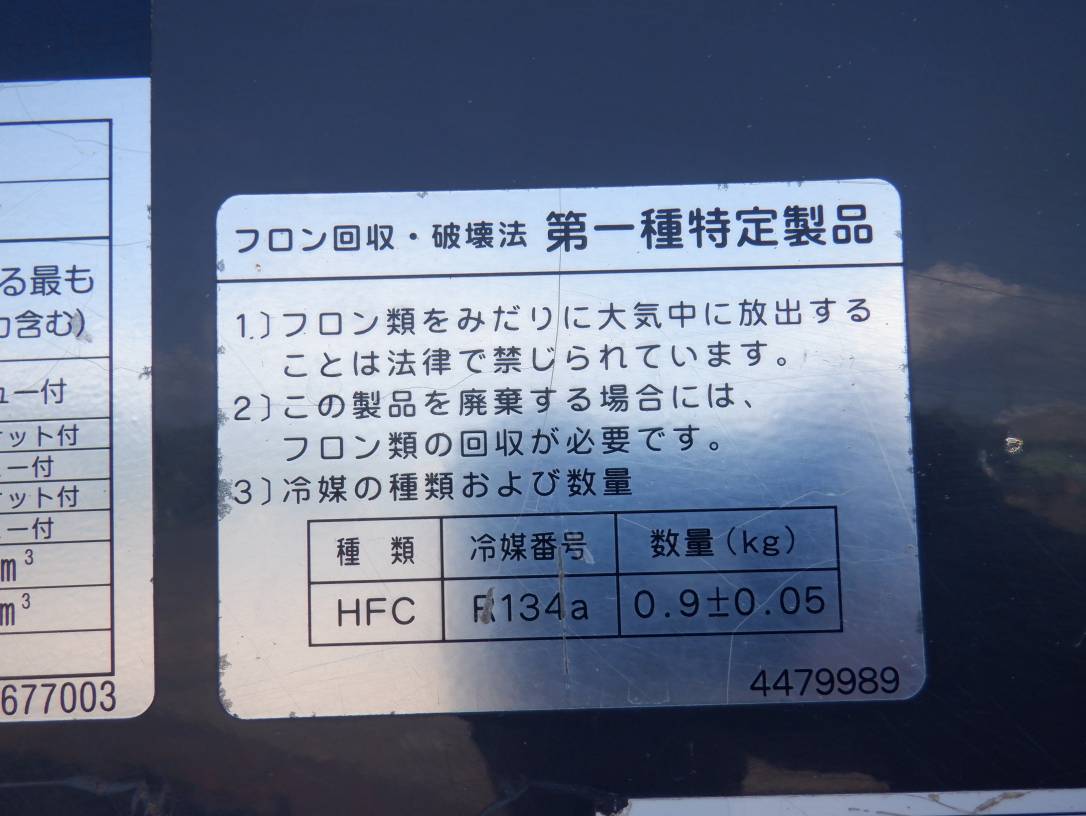 る最も
カ含む)
ュー付
ケット付
ュー付
ケット付
ュー付
m³
m³
677003
フロン回収・破壊法 第一種特定製品
1.)フロン類をみだりに大気中に放出する
ことは法律で禁じられています。
2)この製品を廃棄する場合には、
フロン類の回収が必要です。
3)冷媒の種類および数量
種 類 冷媒番号 数量(kg)
HFC R134a 0.9±0.05
4479989